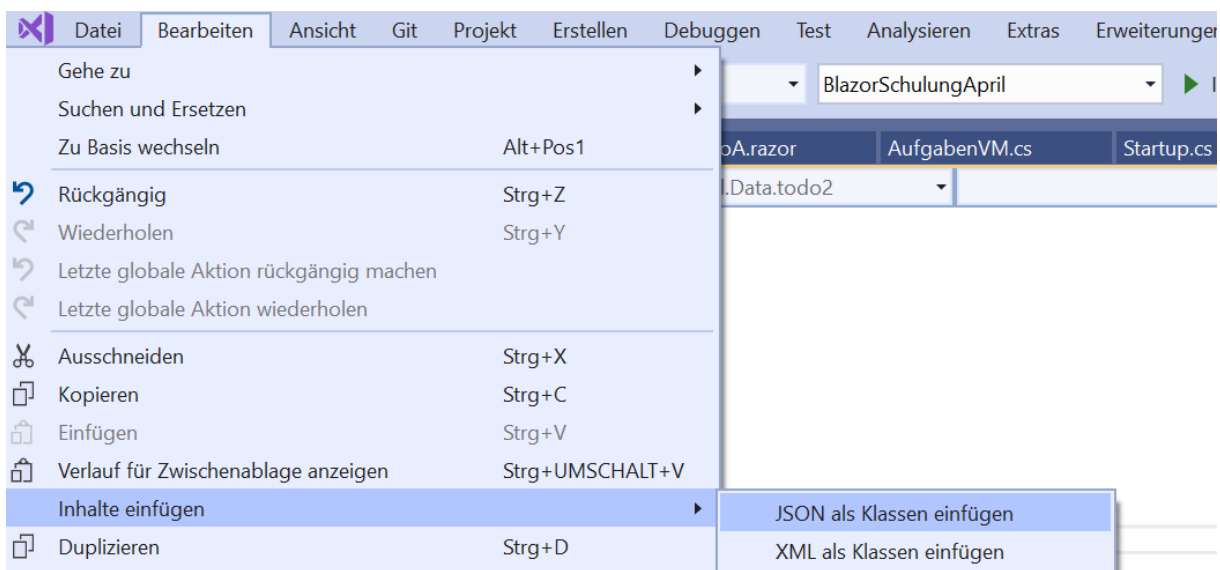 Datei Bearbeiten Ansicht Git Projekt Erstellen Debuggen Test Analysieren Extras Erweiterungen
Gehe zu
BlazorSchulungApril
Suchen und Ersetzen
Zu Basis wechseln Alt+Pos1
oA.razor AufgabenVM.cs Startup.cs
l.Data.todo2
Rückgängig Strg+Z
Wiederholen Strg+Y
Letzte globale Aktion rückgängig machen
Letzte globale Aktion wiederholen
Ausschneiden Strg+X
Kopieren Strg+C
Einfügen Strg+V
Verlauf für Zwischenablage anzeigen Strg+UMSCHALT+V
Inhalte einfügen JSON als Klassen einfügen
Duplizieren Strg+D XML als Klassen einfügen